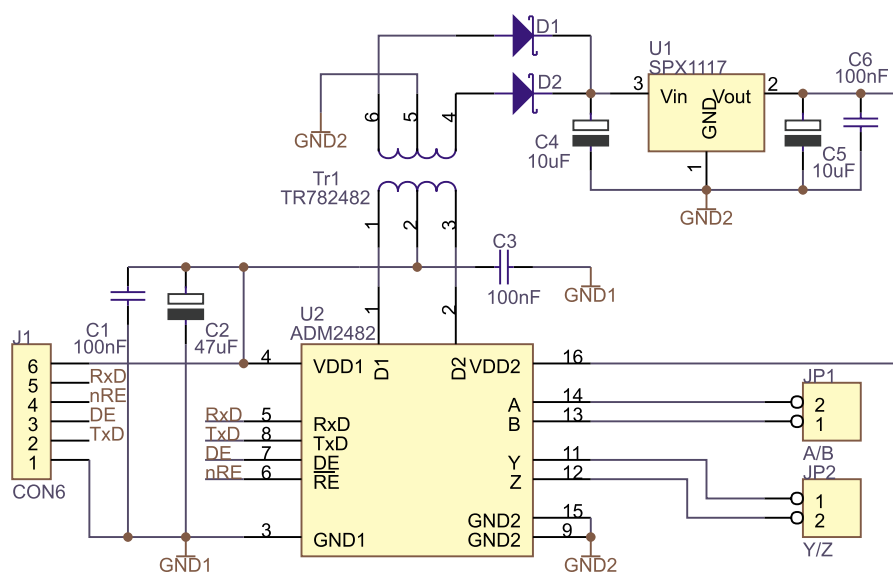 D1
D2
U1
SPX1117
3
Vin
Vout
GND
2
1
C6
100nF
C4
10uF
C5
10uF
GND2
GND2
6
5
4
Tr1
TR782482
1
2
3
C3
100nF
GND1
C1
100nF
C2
47uF
U2
ADM2482
1
2
D1
D2
4
VDD1
VDD2
16
J1
6
5
RxD
4
nRE
3
DE
2
TxD
1
CON6
RxD
5
RxD
TxD
8
TxD
DE
7
DE
nRE
6
RE
3
GND1
GND1
A
14
B
13
Y
11
Z
12
GND2
15
GND2
9
GND2
JP1
2
1
A/B
JP2
1
2
Y/Z